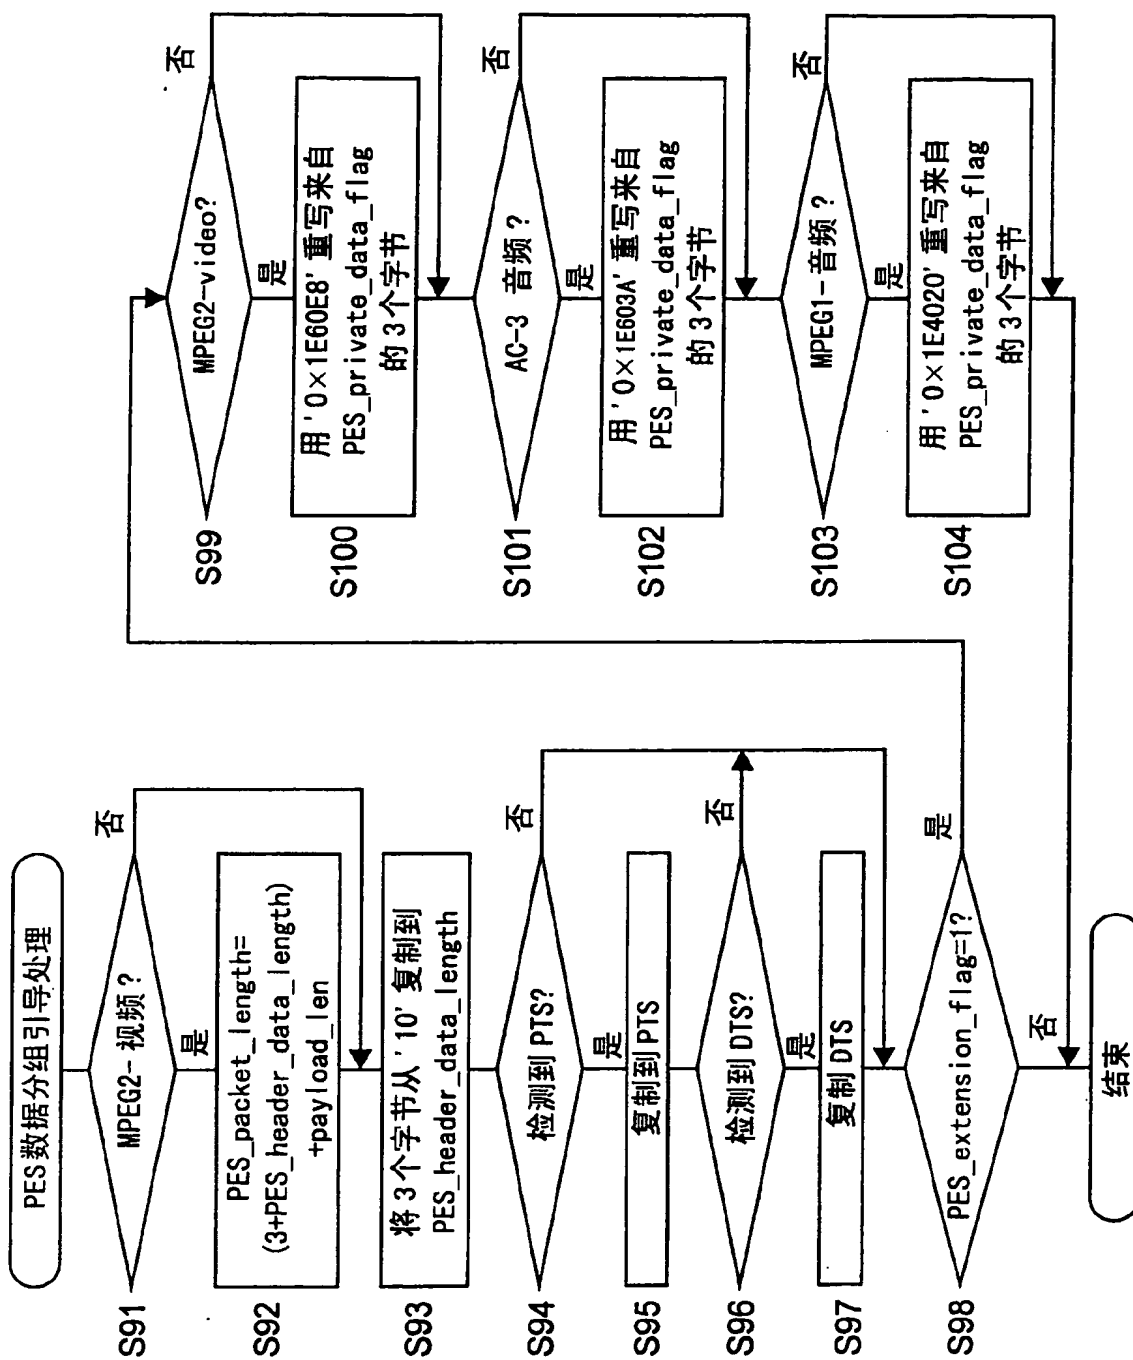 PES数据分组引导处理
S91
MPEG2-视频?
否
是
S92
PES_packet_length=
(3+PES_header_data_length)
+payload_len
S93
将3个字节从'10'复制到
PES_header_data_length
S94
检测到PTS?
否
是
S95
复制到PTS
S96
检测到DTS?
否
是
S97
复制DTS
S98
PES_extension_flag=1?
是
否
结束
S99
MPEG2-video?
否
是
S100
用'0×1E60E8'重写来自
PES_private_data_flag
的3个字节
S101
AC-3 音频?
否
是
S102
用'0×1E603A'重写来自
PES_private_data_flag
的3个字节
S103
MPEG1-音频?
否
是
S104
用'0×1E4020'重写来自
PES_private_data_flag
的3个字节